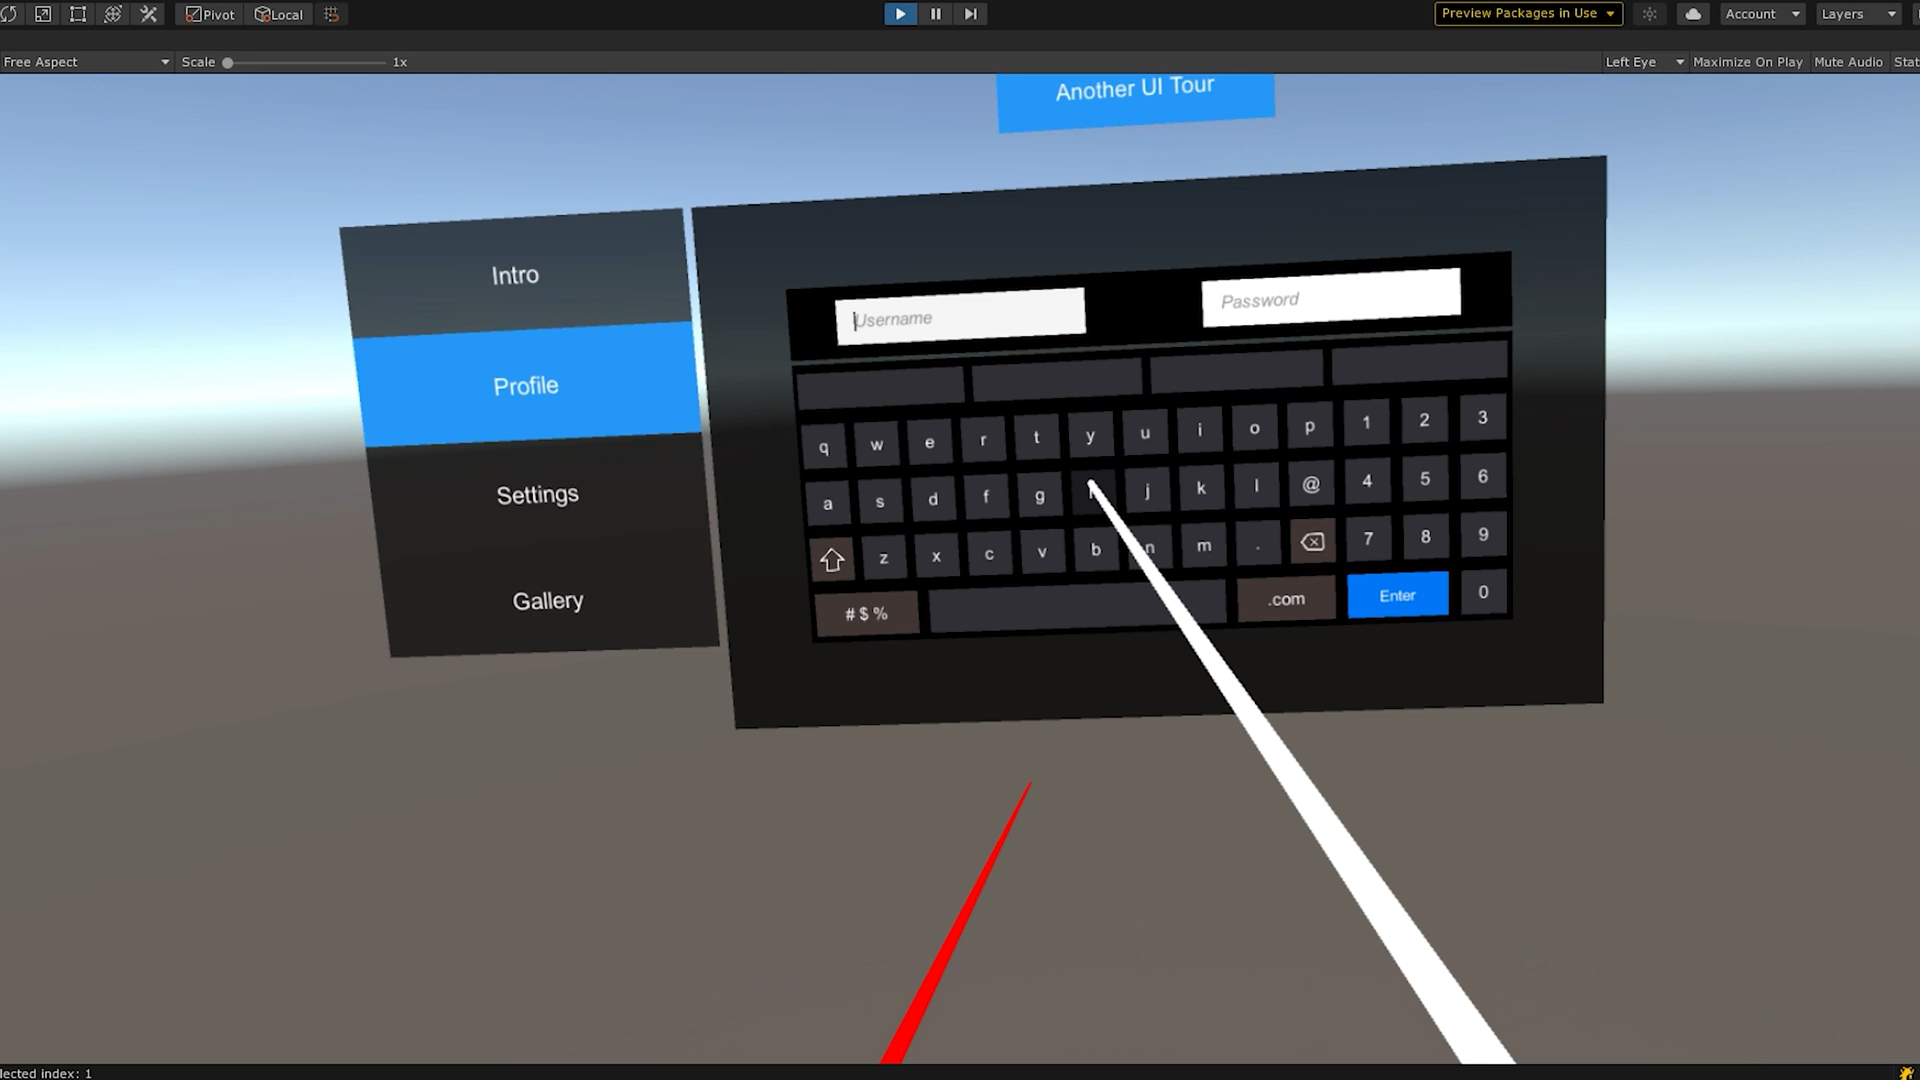 Pivot Local Preview Packages in Use Account Layers
Free Aspect Scale 1x Left Eye Maximize On Play Mute Audio Stat
Another UI Tour
Intro
Profile
Settings
Gallery
Username Password
q w e r t y u i o p 1 2 3
a s d f g j k l @ 4 5 6
z x c v b n m . 7 8 9
# $ % .com Enter 0
lected index: 1